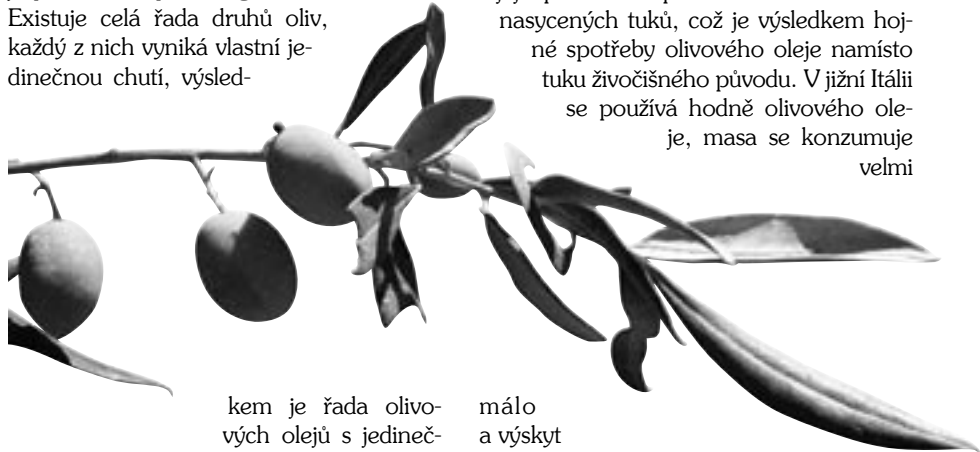 Existuje celá řada druhů oliv,
každý z nich vyniká vlastní je-
dinečnou chutí, výsled-
kem je řada olivo-
vých olejů s jedineč-
nasycených tuků, což je výsledkem hoj-
né spotřeby olivového oleje namísto
tuku živočišného původu. V jižní Itálii
se používá hodně olivového ole-
je, masa se konzumuje
velmi
málo
a výskyt